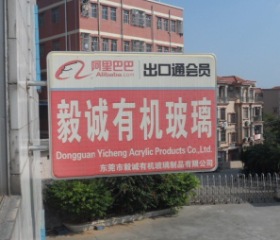 阿里巴巴 出口通会员
Alibaba.com
毅诚有机玻璃
Dongguan Yicheng Acrylic Products Co.,Ltd.
东莞市毅诚有机玻璃制品有限公司